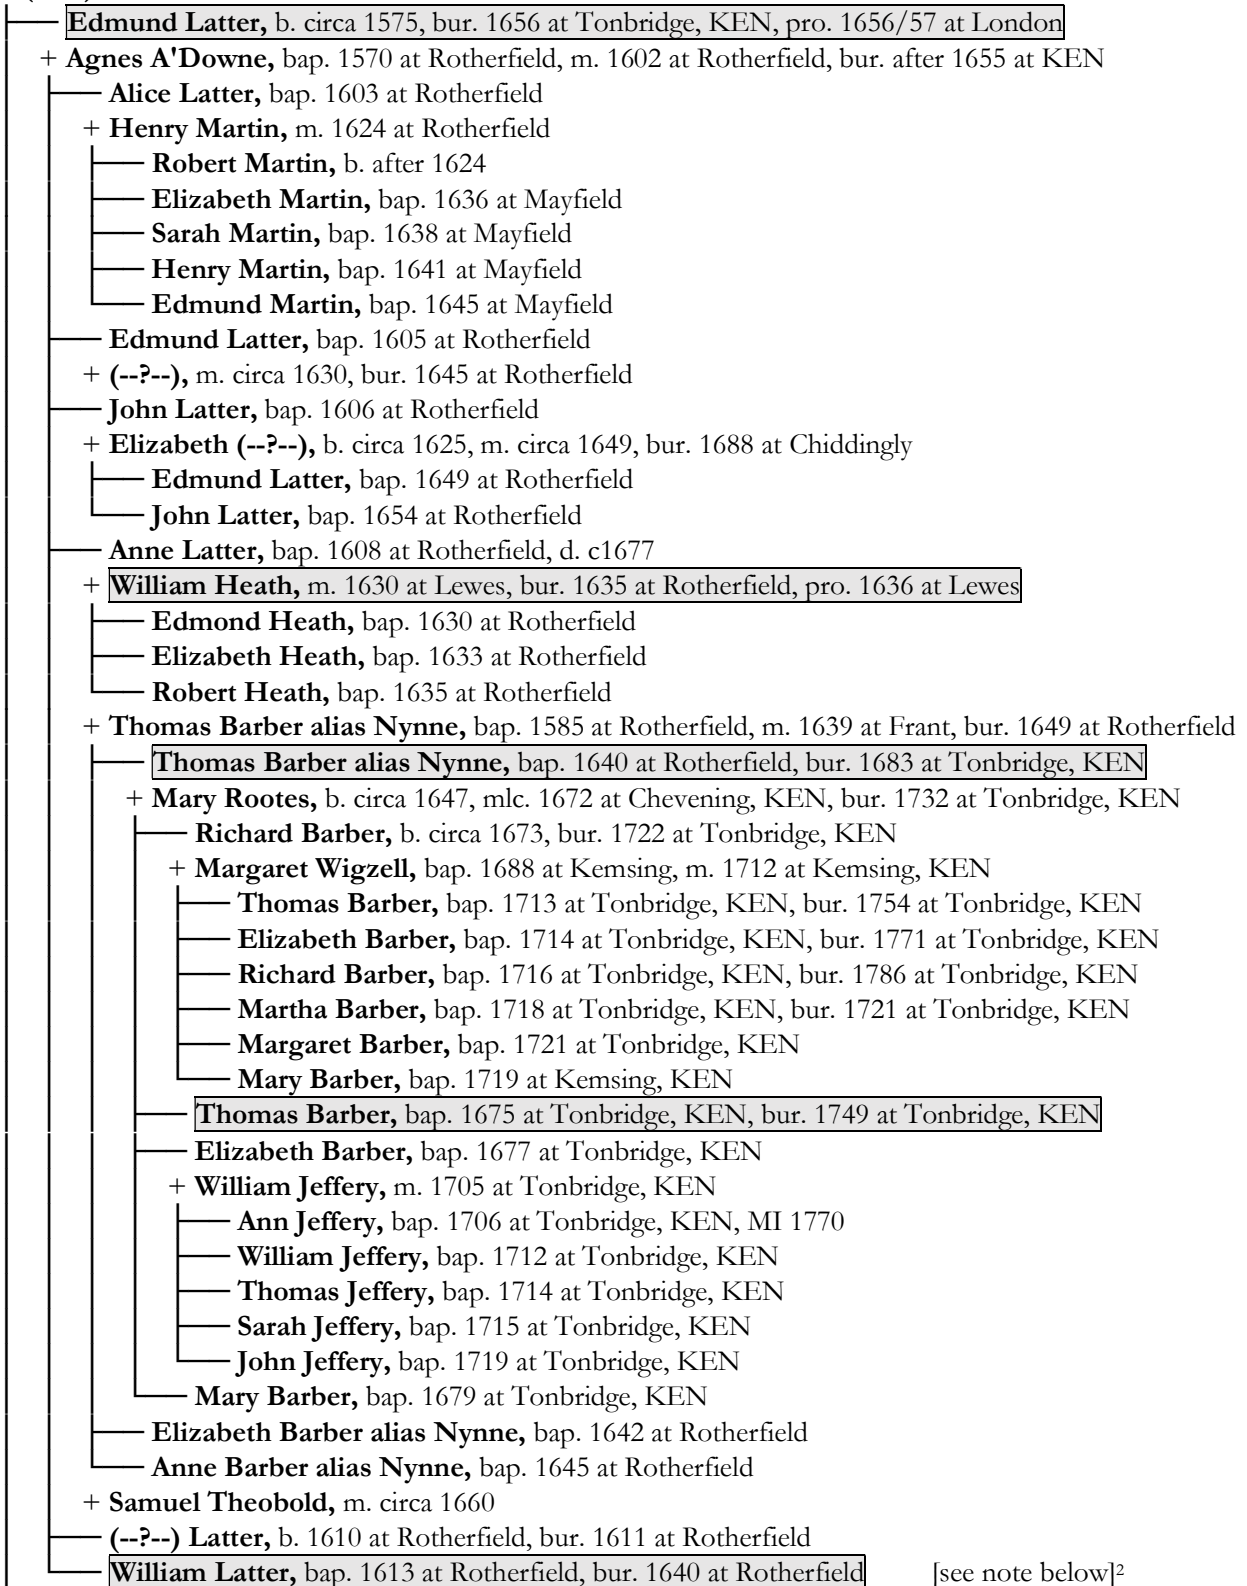 Edmund Latter, b. circa 1575, bur. 1656 at Tonbridge, KEN, pro. 1656/57 at London
+ Agnes A'Downe, bap. 1570 at Rotherfield, m. 1602 at Rotherfield, bur. after 1655 at KEN
Alice Latter, bap. 1603 at Rotherfield
+ Henry Martin, m. 1624 at Rotherfield
Robert Martin, b. after 1624
Elizabeth Martin, bap. 1636 at Mayfield
Sarah Martin, bap. 1638 at Mayfield
Henry Martin, bap. 1641 at Mayfield
Edmund Martin, bap. 1645 at Mayfield
Edmund Latter, bap. 1605 at Rotherfield
+ (--?--), m. circa 1630, bur. 1645 at Rotherfield
John Latter, bap. 1606 at Rotherfield
+ Elizabeth (--?--), b. circa 1625, m. circa 1649, bur. 1688 at Chiddingly
Edmund Latter, bap. 1649 at Rotherfield
John Latter, bap. 1654 at Rotherfield
Anne Latter, bap. 1608 at Rotherfield, d. c1677
+ William Heath, m. 1630 at Lewes, bur. 1635 at Rotherfield, pro. 1636 at Lewes
Edmond Heath, bap. 1630 at Rotherfield
Elizabeth Heath, bap. 1633 at Rotherfield
Robert Heath, bap. 1635 at Rotherfield
+ Thomas Barber alias Nynne, bap. 1585 at Rotherfield, m. 1639 at Frant, bur. 1649 at Rotherfield
Thomas Barber alias Nynne, bap. 1640 at Rotherfield, bur. 1683 at Tonbridge, KEN
+ Mary Rootes, b. circa 1647, mlc. 1672 at Chevening, KEN, bur. 1732 at Tonbridge, KEN
Richard Barber, b. circa 1673, bur. 1722 at Tonbridge, KEN
+ Margaret Wigzell, bap. 1688 at Kemsing, m. 1712 at Kemsing, KEN
Thomas Barber, bap. 1713 at Tonbridge, KEN, bur. 1754 at Tonbridge, KEN
Elizabeth Barber, bap. 1714 at Tonbridge, KEN, bur. 1771 at Tonbridge, KEN
Richard Barber, bap. 1716 at Tonbridge, KEN, bur. 1786 at Tonbridge, KEN
Martha Barber, bap. 1718 at Tonbridge, KEN, bur. 1721 at Tonbridge, KEN
Margaret Barber, bap. 1721 at Tonbridge, KEN
Mary Barber, bap. 1719 at Kemsing, KEN
Thomas Barber, bap. 1675 at Tonbridge, KEN, bur. 1749 at Tonbridge, KEN
Elizabeth Barber, bap. 1677 at Tonbridge, KEN
+ William Jeffery, m. 1705 at Tonbridge, KEN
Ann Jeffery, bap. 1706 at Tonbridge, KEN, MI 1770
William Jeffery, bap. 1712 at Tonbridge, KEN
Thomas Jeffery, bap. 1714 at Tonbridge, KEN
Sarah Jeffery, bap. 1715 at Tonbridge, KEN
John Jeffery, bap. 1719 at Tonbridge, KEN
Mary Barber, bap. 1679 at Tonbridge, KEN
Elizabeth Barber alias Nynne, bap. 1642 at Rotherfield
Anne Barber alias Nynne, bap. 1645 at Rotherfield
+ Samuel Theobold, m. circa 1660
(--?--) Latter, b. 1610 at Rotherfield, bur. 1611 at Rotherfield
William Latter, bap. 1613 at Rotherfield, bur. 1640 at Rotherfield [see note below]²